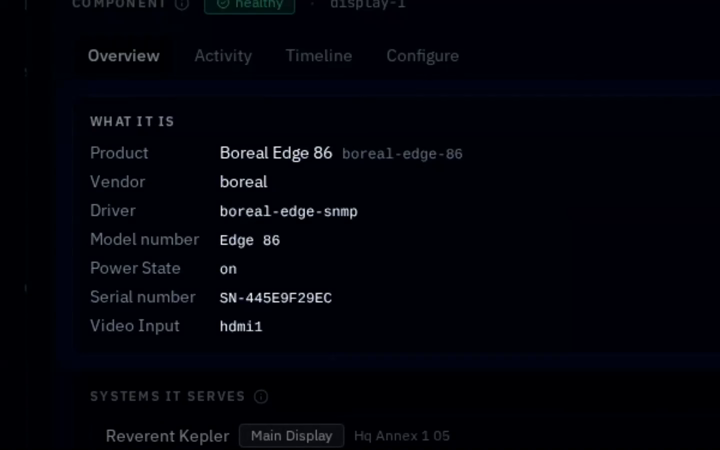 COMPONENT healthy · display-1
Overview Activity Timeline Configure
WHAT IT IS
Product Boreal Edge 86 boreal-edge-86
Vendor boreal
Driver boreal-edge-snmp
Model number Edge 86
Power State on
Serial number SN-445E9F29EC
Video Input hdmi1
SYSTEMS IT SERVES
Reverent Kepler Main Display Hq Annex 1 05